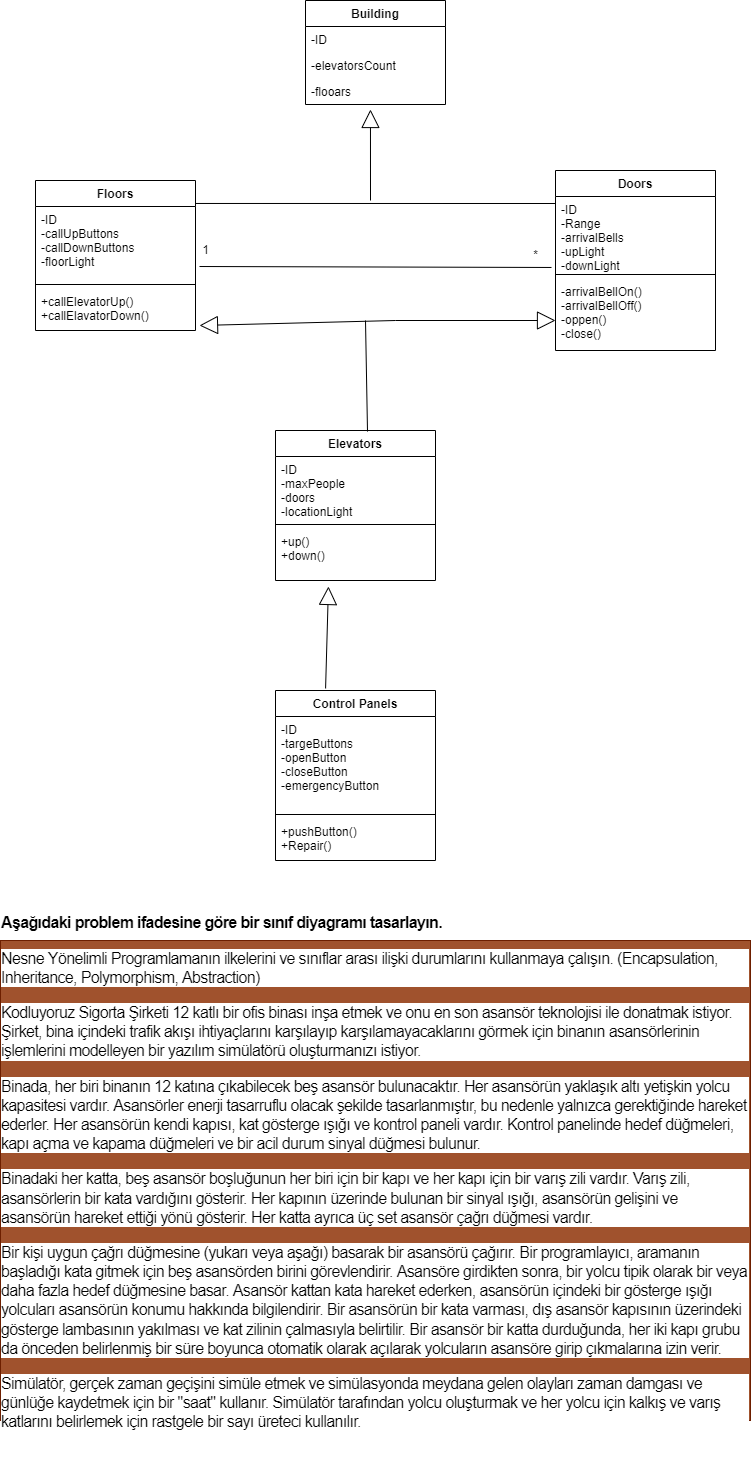 Building
-ID
-elevatorsCount
-flooars
Floors
-ID
-callUpButtons
-callDownButtons
-floorLight
+callElevatorUp()
+callElavatorDown()
1
*
Doors
-ID
-Range
-arrivalBells
-upLight
-downLight
-arrivalBellOn()
-arrivalBellOff()
-oppen()
-close()
Elevators
-ID
-maxPeople
-doors
-locationLight
+up()
+down()
Control Panels
-ID
-targeButtons
-openButton
-closeButton
-emergencyButton
+pushButton()
+Repair()
Aşağıdaki problem ifadesine göre bir sınıf diyagramı tasarlayın.
Nesne Yönelimli Programlamanın ilkelerini ve sınıflar arası ilişki durumlarını kullanmaya çalışın. (Encapsulation,
Inheritance, Polymorphism, Abstraction)
Kodluyoruz Sigorta Şirketi 12 katlı bir ofis binası inşa etmek ve onu en son asansör teknolojisi ile donatmak istiyor.
Şirket, bina içindeki trafik akışı ihtiyaçlarını karşılayıp karşılamayacaklarını görmek için binanın asansörlerinin
işlemlerini modelleyen bir yazılım simülatörü oluşturmanızı istiyor.
Binada, her biri binanın 12 katına çıkabilecek beş asansör bulunacaktır. Her asansörün yaklaşık altı yetişkin yolcu
kapasitesi vardır. Asansörler enerji tasarruflu olacak şekilde tasarlanmıştır, bu nedenle yalnızca gerektiğinde hareket
ederler. Her asansörün kendi kapısı, kat gösterge ışığı ve kontrol paneli vardır. Kontrol panelinde hedef düğmeleri,
kapı açma ve kapama düğmeleri ve bir acil durum sinyal düğmesi bulunur.
Binadaki her katta, beş asansör boşluğunun her biri için bir kapı ve her kapı için bir varış zili vardır. Varış zili,
asansörlerin bir kata vardığını gösterir. Her kapının üzerinde bulunan bir sinyal ışığı, asansörün gelişini ve
asansörün hareket ettiği yönü gösterir. Her katta ayrıca üç set asansör çağrı düğmesi vardır.
Bir kişi uygun çağrı düğmesine (yukarı veya aşağı) basarak bir asansörü çağırır. Bir programlayıcı, aramanın
başladığı kata gitmek için beş asansörden birini görevlendirir. Asansöre girdikten sonra, bir yolcu tipik olarak bir veya
daha fazla hedef düğmesine basar. Asansör kattan kata hareket ederken, asansörün içindeki bir gösterge ışığı
yolcuları asansörün konumu hakkında bilgilendirir. Bir asansörün bir kata varması, dış asansör kapısının üzerindeki
gösterge lambasının yakılması ve kat zilinin çalmasıyla belirtilir. Bir asansör bir katta durduğunda, her iki kapı grubu
da önceden belirlenmiş bir süre boyunca otomatik olarak açılarak yolcuların asansöre girip çıkmalarına izin verir.
Simülatör, gerçek zaman geçişini simüle etmek ve simülasyonda meydana gelen olayları zaman damgası ve
günlüğe kaydetmek için bir "saat" kullanır. Simülatör tarafından yolcu oluşturmak ve her yolcu için kalkış ve varış
katlarını belirlemek için rastgele bir sayı üreteci kullanılır.